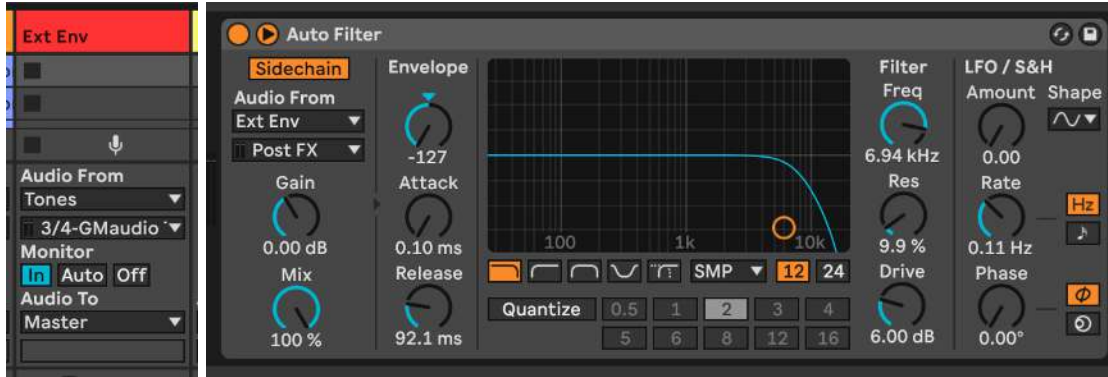 Ext Env
Audio From
Tones
3/4-GMaudio
Monitor
In Auto Off
Audio To
Master
Auto Filter
Sidechain
Audio From
Ext Env
Post FX
Gain
0.00 dB
Mix
100 %
Envelope
-127
Attack
0.10 ms
Release
92.1 ms
100 1k 10k
SMP 12 24
Quantize 0.5 1 2 3 4
5 6 8 12 16
Filter
Freq
6.94 kHz
Res
9.9 %
Drive
6.00 dB
LFO / S&H
Amount Shape
0.00
Rate
Hz
0.11 Hz
Phase
0.00°